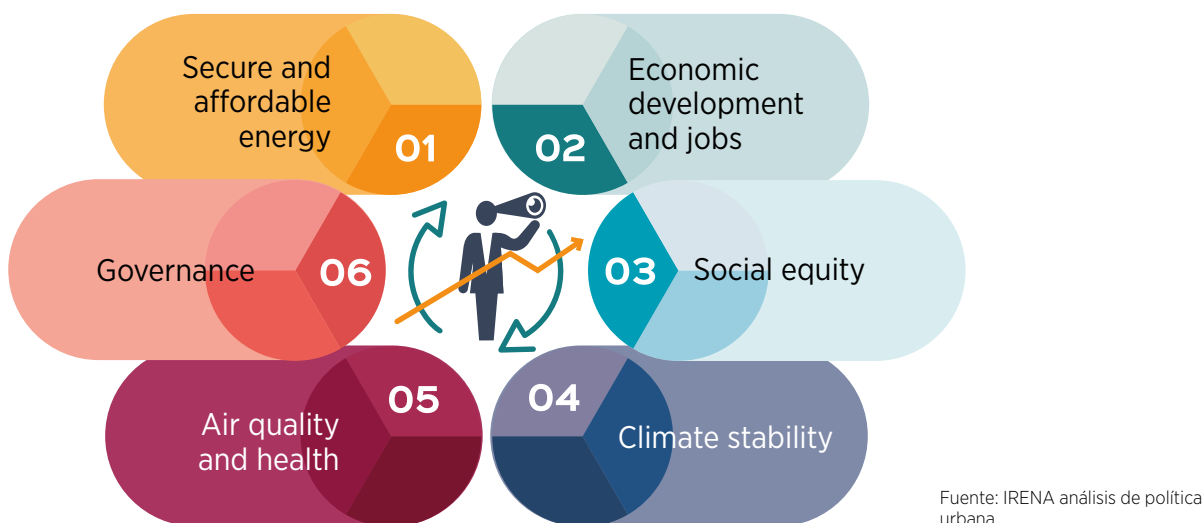 Secure and
affordable
energy
01
02
Economic
development
and jobs
Governance
06
03
Social equity
05
Air quality
and health
04
Climate stability
Fuente: IRENA análisis de política
urbana